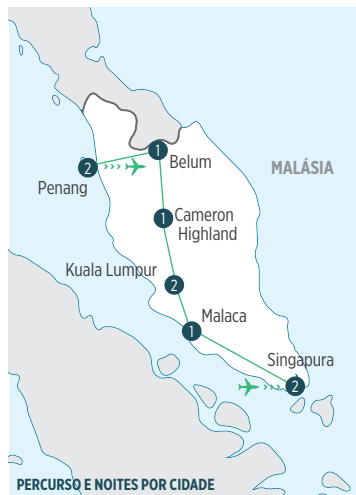 1
Belum
2
Penang
MALÁSIA
1
Cameron
Highland
Kuala Lumpur
2
Malaca
1
Singapura
2
PERCURSO E NOITES POR CIDADE